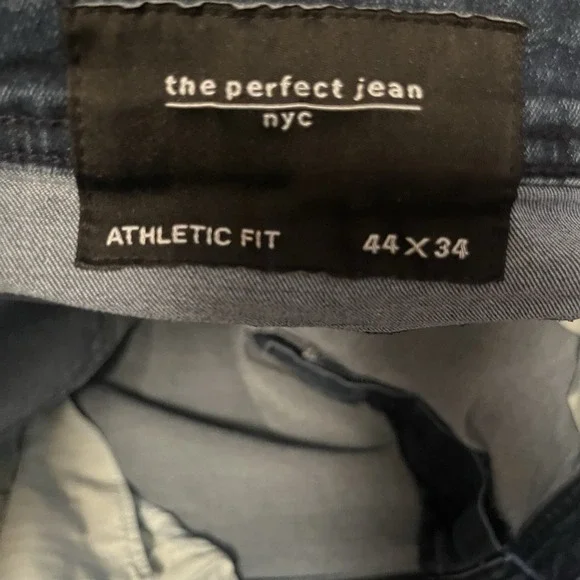 the perfect jean
nyc
ATHLETIC FIT 44 X 34